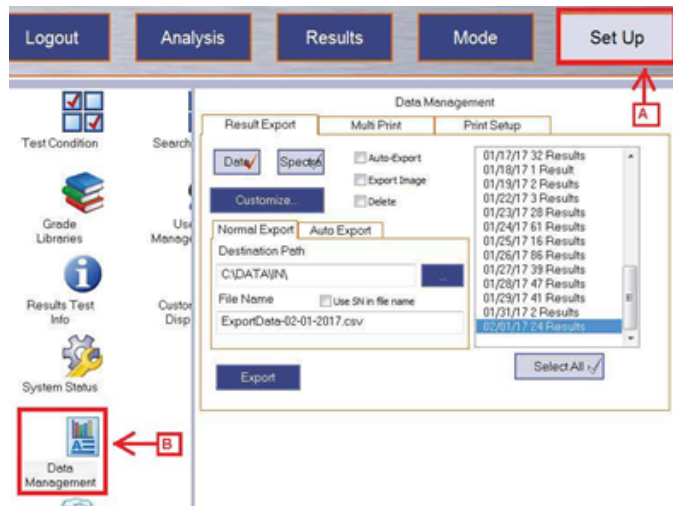 Logout Analysis Results Mode Set Up
A
Data Management
Result Export Multi Print Print Setup
Test Condition Search
Data Auto-Export
Export Image
Customize... Delete
Grade
Libraries
Manage
Normal Export Auto Export
Destination Path
C:\DATA\IN\ ...
Results Test
Info
Custor
Disp
File Name Use SN in file name
ExportData-02-01-2017.csv
01/17/17 32 Results
01/18/17 1 Result
01/19/17 2 Results
01/22/17 3 Results
01/23/17 28 Results
01/24/17 61 Results
01/25/17 16 Results
01/26/17 86 Results
01/27/17 39 Results
01/28/17 47 Results
01/29/17 41 Results
01/31/17 2 Results
02/01/17 24 Results
Select All
System Status
Export
B
Data
Management